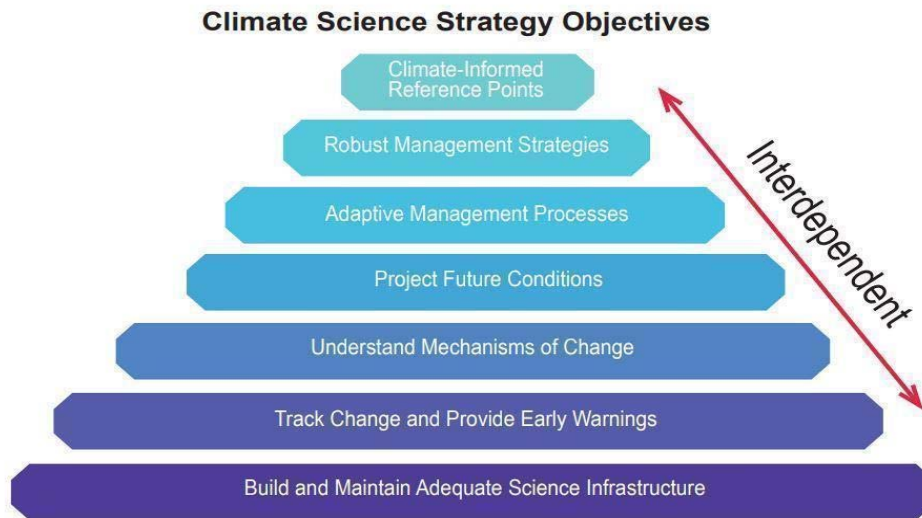 Climate Science Strategy Objectives
Climate-Informed
Reference Points
Robust Management Strategies
Adaptive Management Processes
Project Future Conditions
Understand Mechanisms of Change
Track Change and Provide Early Warnings
Build and Maintain Adequate Science Infrastructure
Interdependent